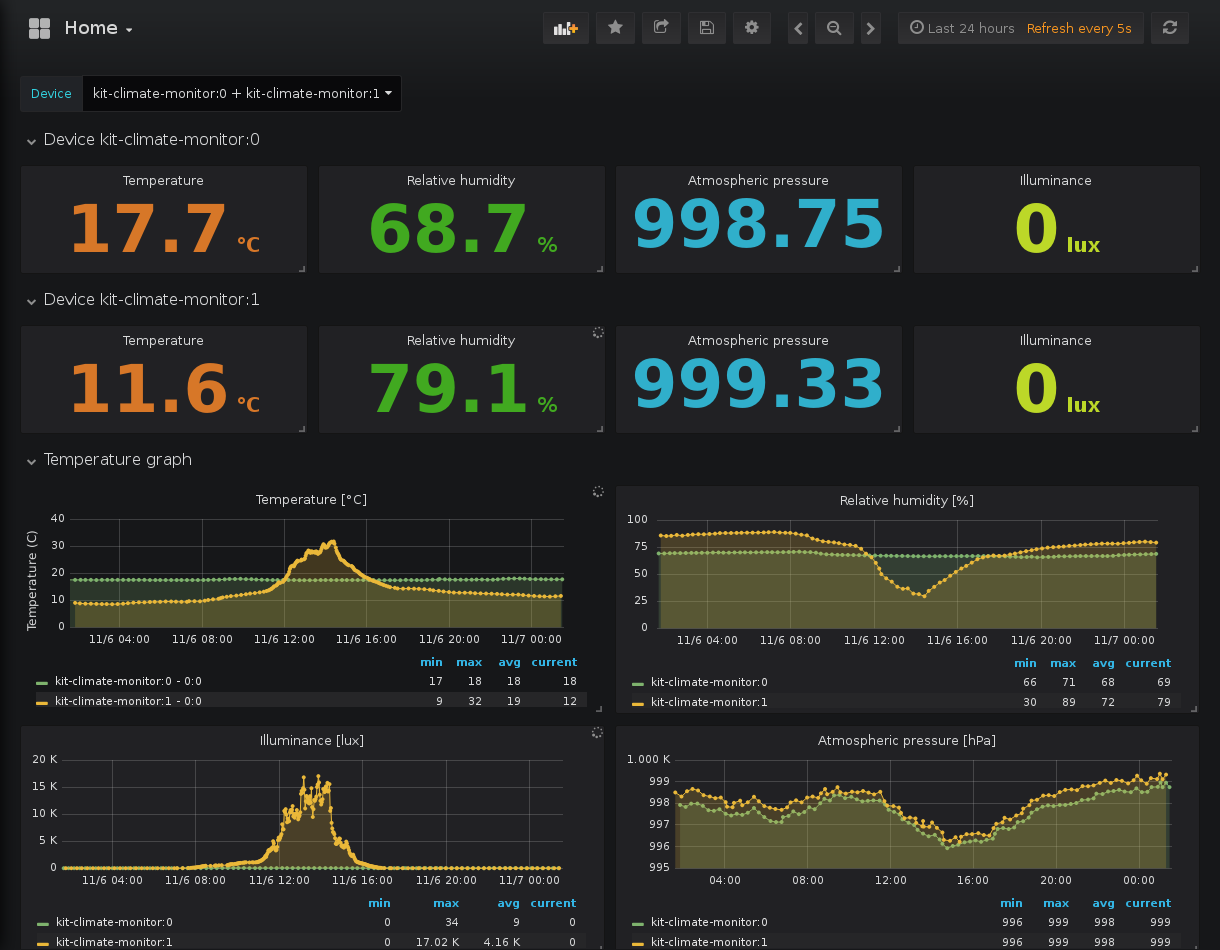 Home
Last 24 hours Refresh every 5s
Device kit-climate-monitor:0 + kit-climate-monitor:1
Device kit-climate-monitor:0
Temperature Relative humidity Atmospheric pressure Illuminance
17.7 °C 68.7 % 998.75 0 lux
Device kit-climate-monitor:1
Temperature Relative humidity Atmospheric pressure Illuminance
11.6 °C 79.1 % 999.33 0 lux
Temperature graph
Temperature [°C]
Temperature (C)
40
30
20
10
0
11/6 04:00 11/6 08:00 11/6 12:00 11/6 16:00 11/6 20:00 11/7 00:00
min max avg current
kit-climate-monitor:0 - 0:0 17 18 18 18
kit-climate-monitor:1 - 0:0 9 32 19 12
Relative humidity [%]
100
75
50
25
0
11/6 04:00 11/6 08:00 11/6 12:00 11/6 16:00 11/6 20:00 11/7 00:00
min max avg current
kit-climate-monitor:0 66 71 68 69
kit-climate-monitor:1 30 89 72 79
Illuminance [lux]
20 K
15 K
10 K
5 K
0
11/6 04:00 11/6 08:00 11/6 12:00 11/6 16:00 11/6 20:00 11/7 00:00
min max avg current
kit-climate-monitor:0 0 34 9 0
kit-climate-monitor:1 0 17.02 K 4.16 K 0
Atmospheric pressure [hPa]
1.000 K
999
998
997
996
995
04:00 08:00 12:00 16:00 20:00 00:00
min max avg current
kit-climate-monitor:0 996 999 998 999
kit-climate-monitor:1 996 999 998 999